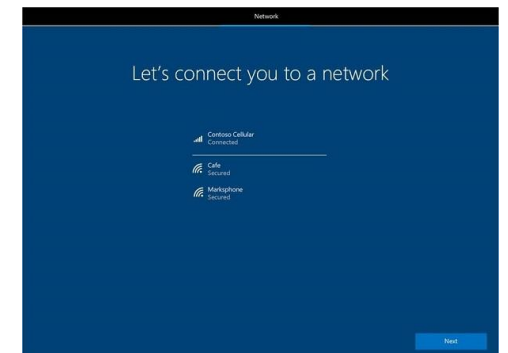 Network
Let's connect you to a network
Contoso Cellular
Connected
Cafe
Secured
Marksphone
Secured
Next